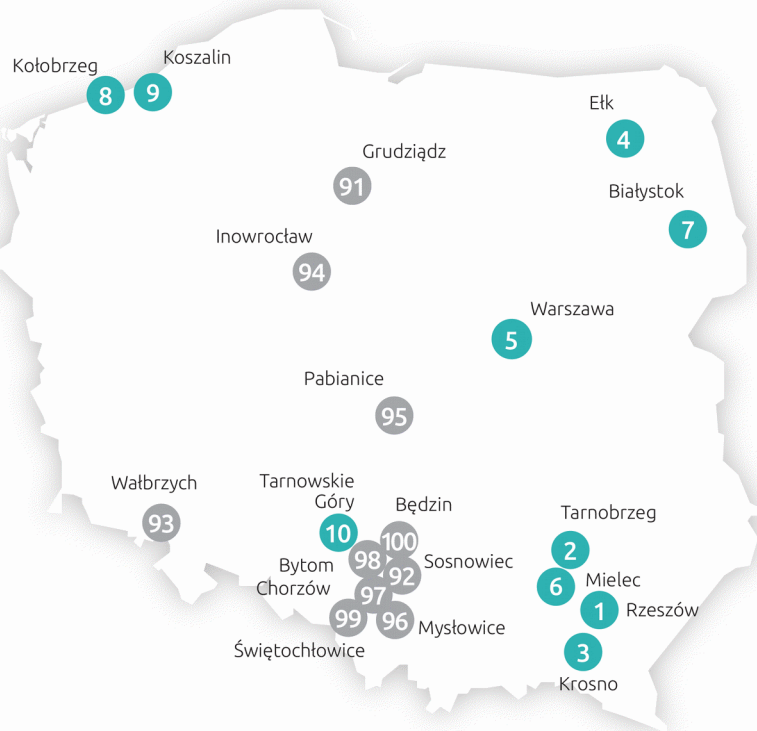 Koszalin
Kołobrzeg
8
9
Ełk
4
Grudziądz
91
Białystok
7
Inowrocław
94
Warszawa
5
Pabianice
95
Wałbrzych
93
Tarnowskie
Góry
10
Będzin
100
Tarnobrzeg
2
98
Bytom
Sosnowiec
92
6
Mielec
Chorzów
97
1
Rzeszów
99
96
Mysłowice
Świętochłowice
3
Krosno